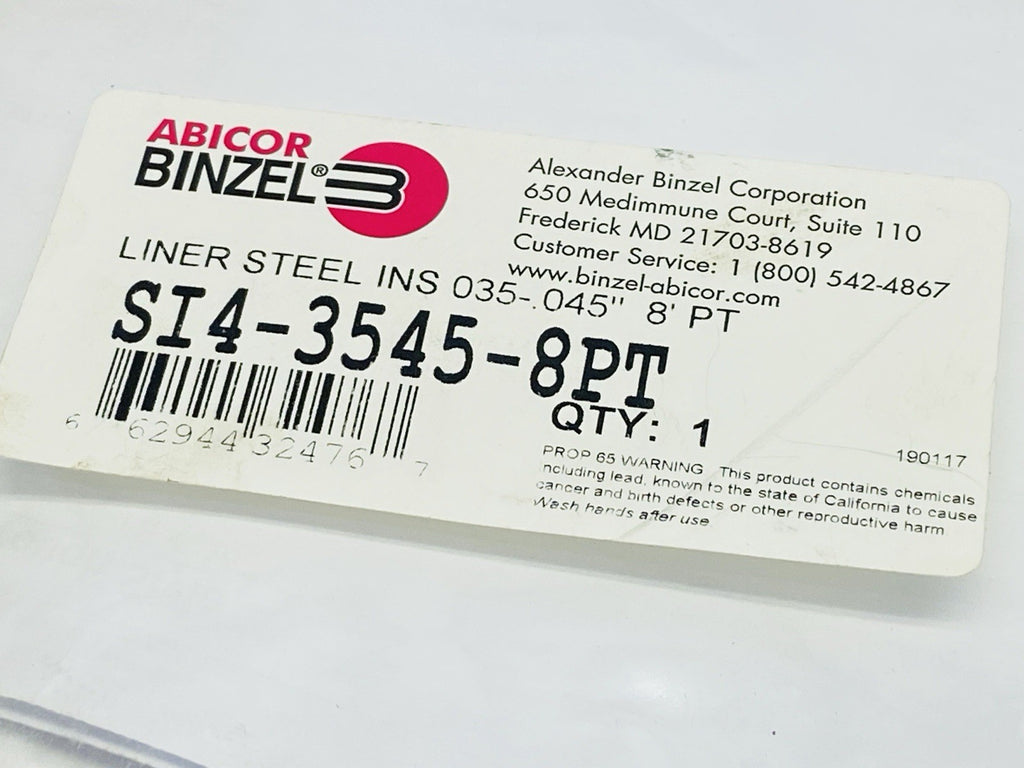 ABICOR
BINZEL®
Alexander Binzel Corporation
650 Medimmune Court, Suite 110
Frederick MD 21703-8619
Customer Service: 1 (800) 542-4867
www.binzel-abicor.com
LINER STEEL INS 035-.045" 8' PT
SI4-3545-8PT
6 62944 32476 7
QTY: 1
190117
PROP 65 WARNING This product contains chemicals
including lead, known to the state of California to cause
cancer and birth defects or other reproductive harm
Wash hands after use